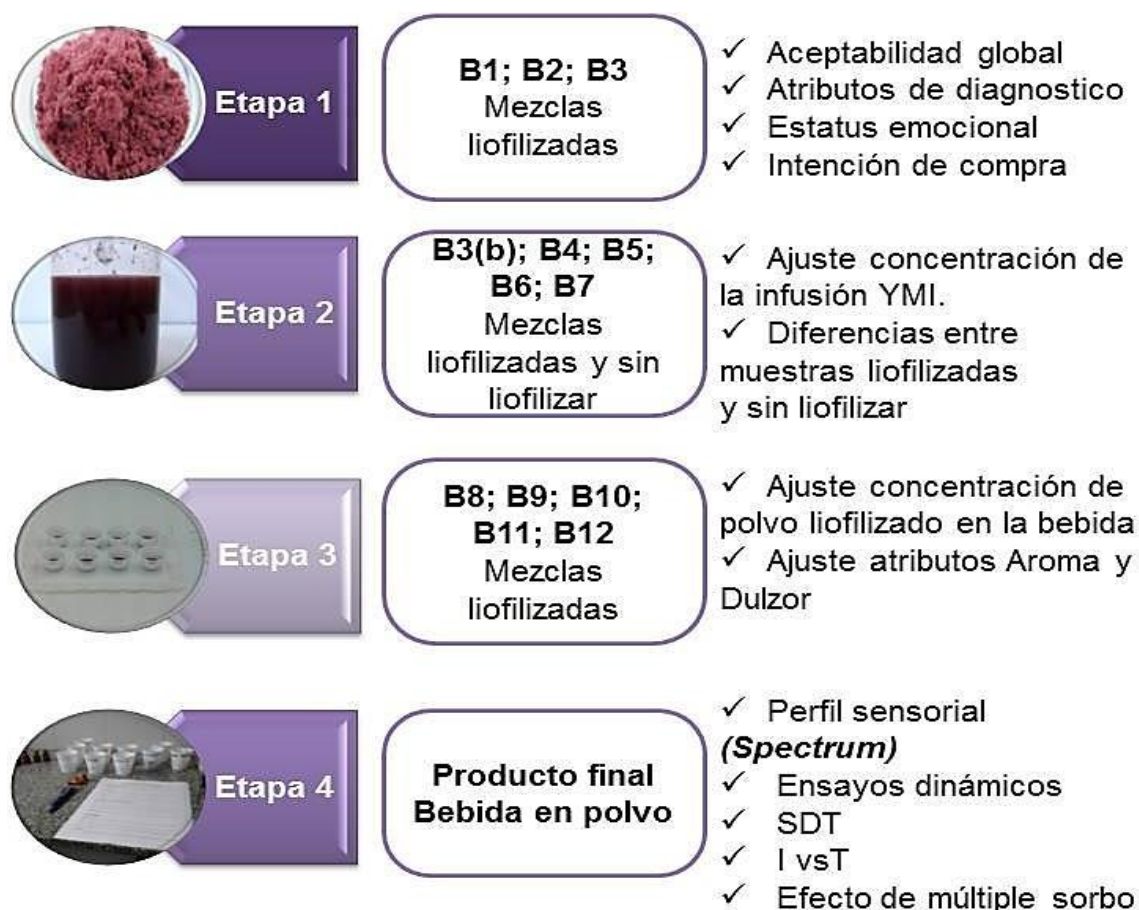 Etapa 1
B1; B2; B3
Mezclas
liofilizadas
✓ Aceptabilidad global
✓ Atributos de diagnostico
✓ Estatus emocional
✓ Intención de compra
Etapa 2
B3(b); B4; B5;
B6; B7
Mezclas
liofilizadas y sin
liofilizar
✓ Ajuste concentración de
la infusión YMI.
✓ Diferencias entre
muestras liofilizadas
y sin liofilizar
Etapa 3
B8; B9; B10;
B11; B12
Mezclas
liofilizadas
✓ Ajuste concentración de
polvo liofilizado en la bebida
✓ Ajuste atributos Aroma y
Dulzor
Etapa 4
Producto final
Bebida en polvo
✓ Perfil sensorial
(Spectrum)
✓ Ensayos dinámicos
✓ SDT
✓ I vsT
✓ Efecto de múltiple sorbo